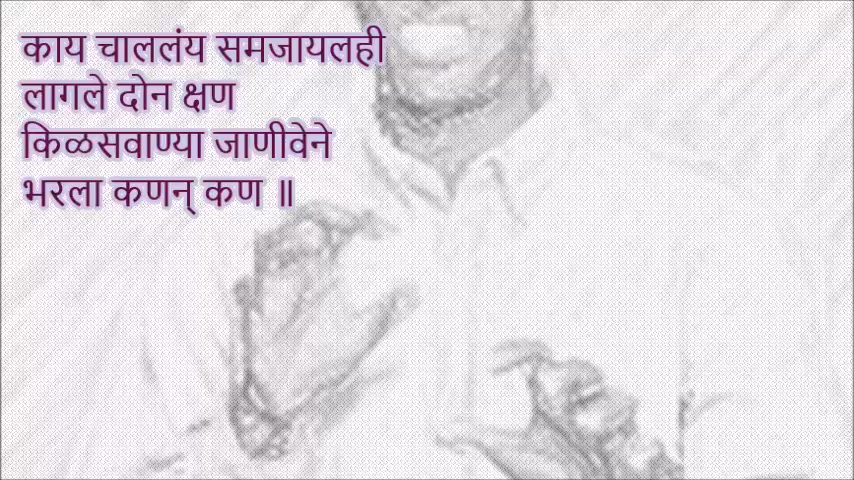 काय चाललंय समजायलही
लागले दोन क्षण
किळसवाण्या जाणीवेने
भरला कणन् कण ॥